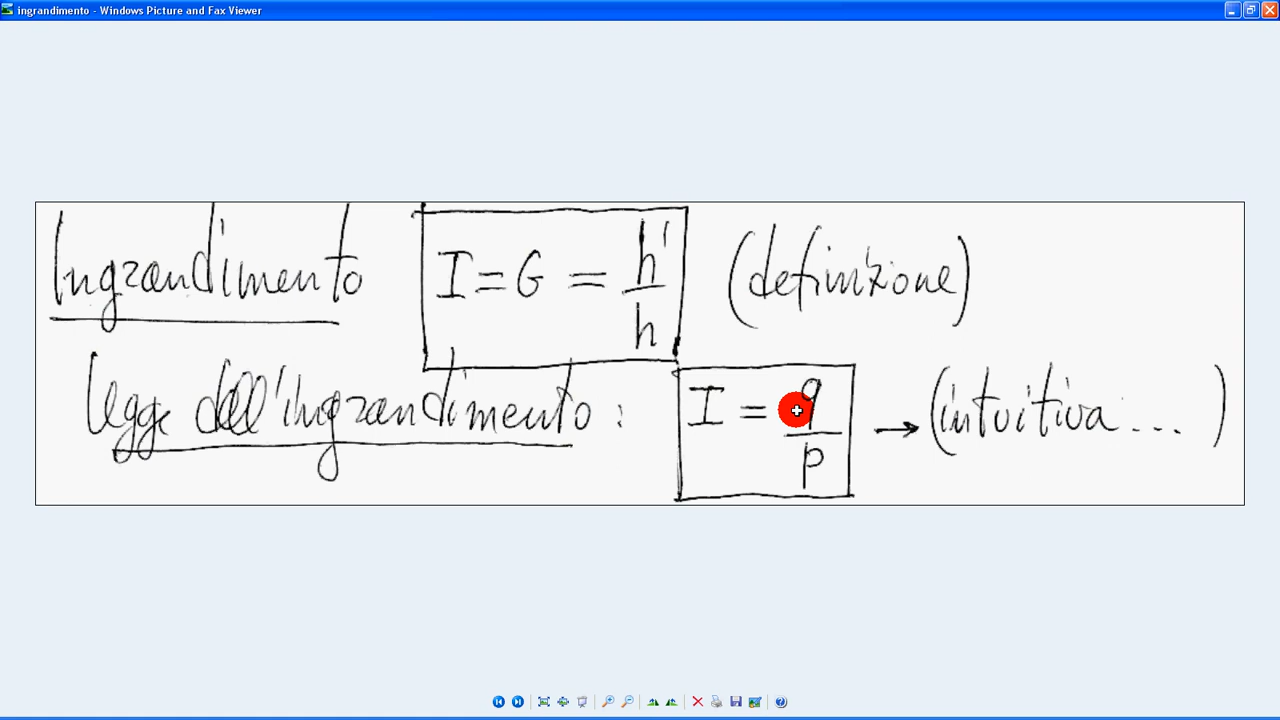 ingrandimento - Windows Picture and Fax Viewer
Ingrandimento I = G = h'/h (definizione)
legge dell'ingrandimento : I = q/p → (intuitiva ... )